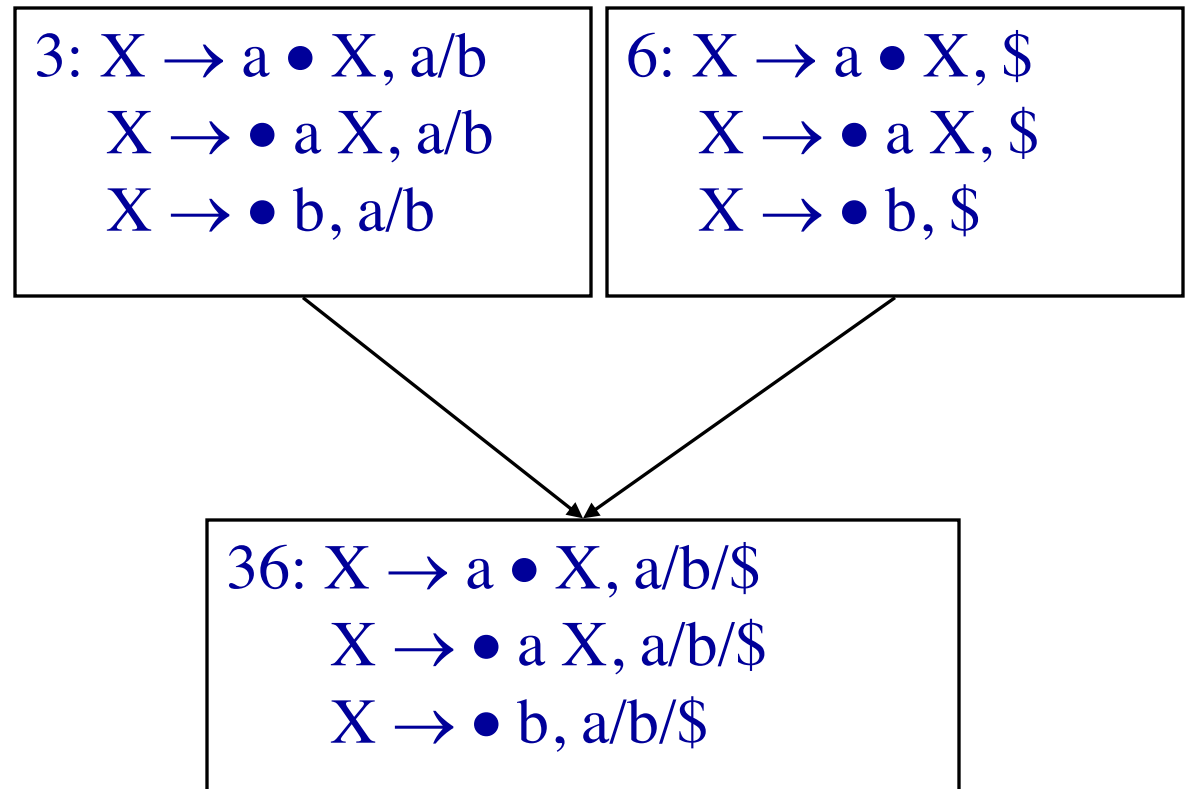 3: X → a • X, a/b
X → • a X, a/b
X → • b, a/b
6: X → a • X, $
X → • a X, $
X → • b, $
36: X → a • X, a/b/$
X → • a X, a/b/$
X → • b, a/b/$